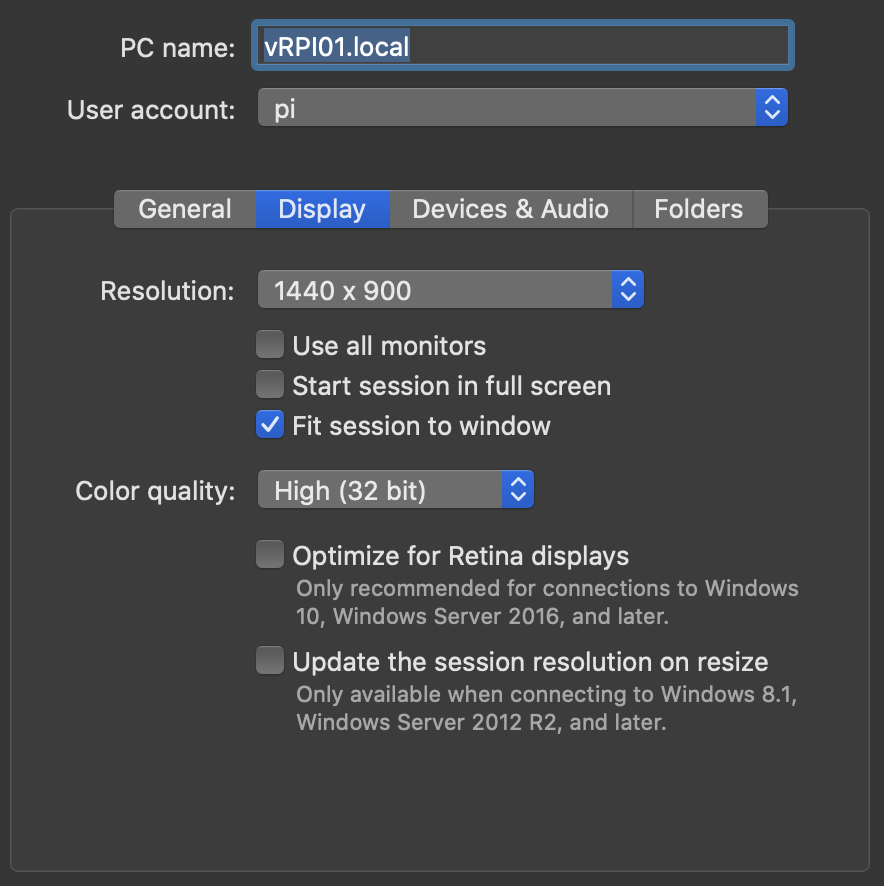 PC name: vRPI01.local
User account: pi
General Display Devices & Audio Folders
Resolution: 1440 x 900
Use all monitors
Start session in full screen
Fit session to window
Color quality: High (32 bit)
Optimize for Retina displays
Only recommended for connections to Windows
10, Windows Server 2016, and later.
Update the session resolution on resize
Only available when connecting to Windows 8.1,
Windows Server 2012 R2, and later.